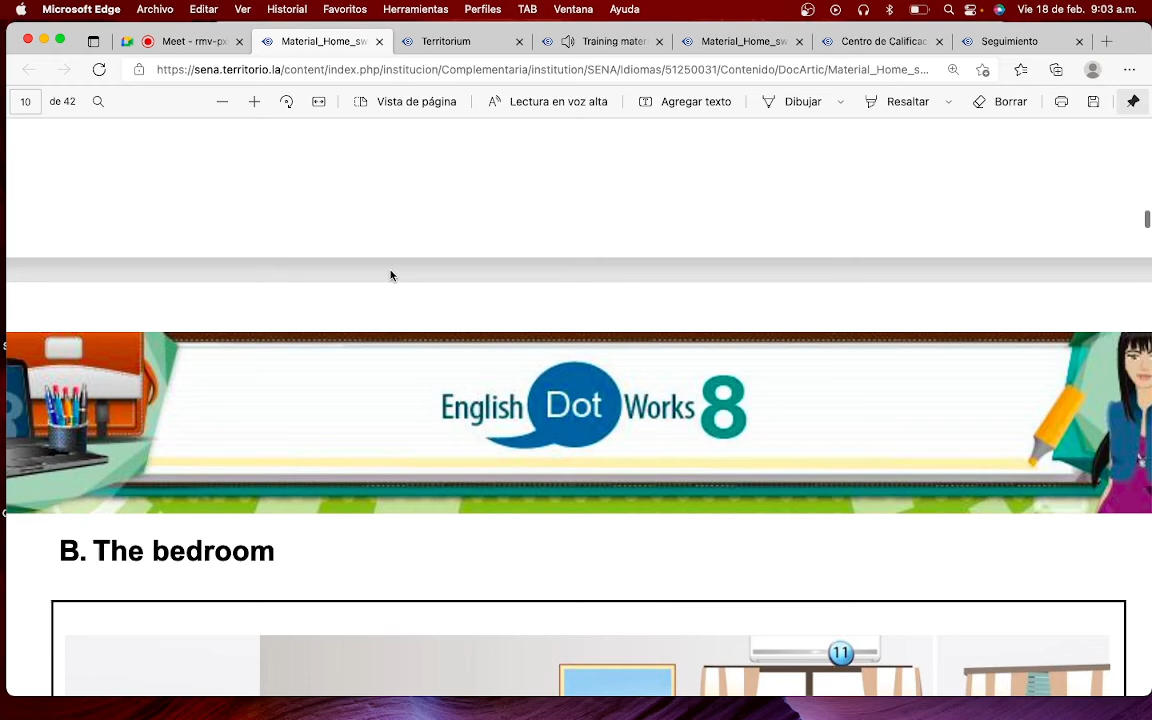 Microsoft Edge Archivo Editar Ver Historial Favoritos Herramientas Perfiles TAB Ventana Ayuda Vie 18 de feb. 9:03 a.m.
Meet - rmv-px Material_Home_sw Territorium Training mater Material_Home_sw Centro de Calificac Seguimiento
https://sena.territorio.la/content/index.php/institucion/Complementaria/institution/SENA/Idiomas/51250031/Contenido/DocArtic/Material_Home_s...
10 de 42 Vista de página Lectura en voz alta Agregar texto Dibujar Resaltar Borrar
English Dot Works 8
B. The bedroom
11